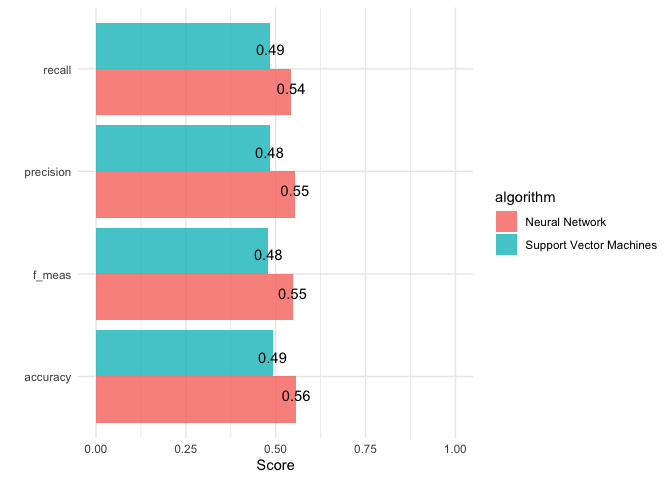 recall
0.49
0.54
precision
0.48
0.55
f_meas
0.48
0.55
accuracy
0.49
0.56
0.00 0.25 0.50 0.75 1.00
Score
algorithm
Neural Network
Support Vector Machines